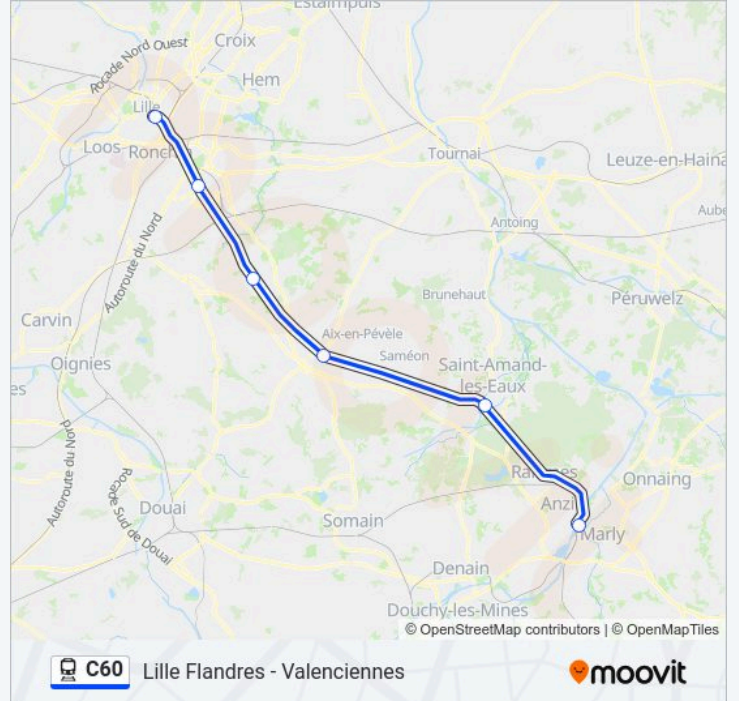 Estaimpuis
Croix
Rocade Nord Ouest
Hem
Lille
Loos
Ronchin
Tournai
Leuze-en-Haina
Aube
Antoing
Autoroute du Nord
Brunehaut
Péruwelz
Carvin
Aix-en-Pévèle
Oignies
Saméon
Saint-Amand-
les-Eaux
es
Autoroute du Nord
Rocade Sud de Douai
Raismes
Onnaing
Anzi
Douai
Somain
Marly
Denain
Douchy-les-Mines
© OpenStreetMap contributors | © OpenMapTiles
C60
Lille Flandres - Valenciennes
moovit